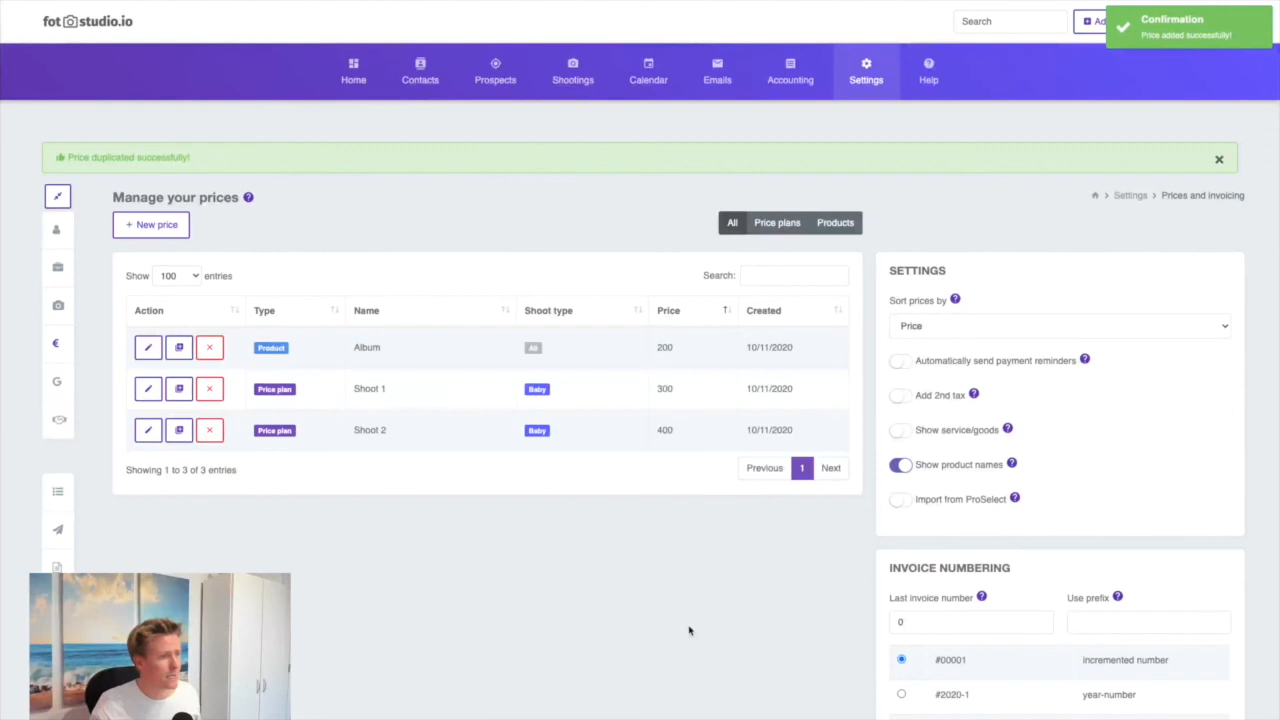 fotstudio.io
Search
Ad
Confirmation
Price added successfully!
Home
Contacts
Prospects
Shootings
Calendar
Emails
Accounting
Settings
Help
Price duplicated successfully!
×
Manage your prices ?
Settings > Prices and invoicing
+ New price
All
Price plans
Products
Show 100 entries
Search:
Action
Type
Name
Shoot type
Price
Created
Product
Album
All
200
10/11/2020
Price plan
Shoot 1
Baby
300
10/11/2020
Price plan
Shoot 2
Baby
400
10/11/2020
Showing 1 to 3 of 3 entries
Previous
1
Next
€
G
SETTINGS
Sort prices by ?
Price
Automatically send payment reminders ?
Add 2nd tax ?
Show service/goods ?
Show product names ?
Import from ProSelect ?
INVOICE NUMBERING
Last invoice number ?
Use prefix ?
0
#00001
incremented number
#2020-1
year-number